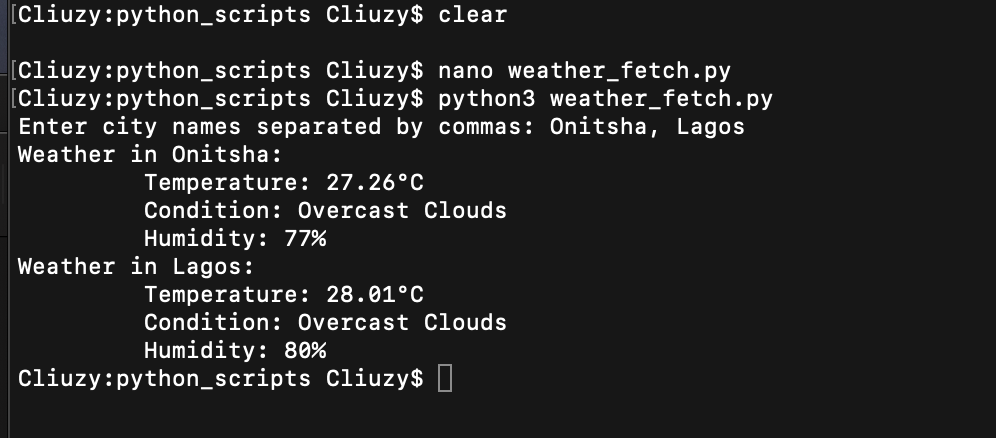 [Cliuzy:python_scripts Cliuzy$ clear
[Cliuzy:python_scripts Cliuzy$ nano weather_fetch.py
[Cliuzy:python_scripts Cliuzy$ python3 weather_fetch.py
Enter city names separated by commas: Onitsha, Lagos
Weather in Onitsha:
Temperature: 27.26°C
Condition: Overcast Clouds
Humidity: 77%
Weather in Lagos:
Temperature: 28.01°C
Condition: Overcast Clouds
Humidity: 80%
Cliuzy:python_scripts Cliuzy$